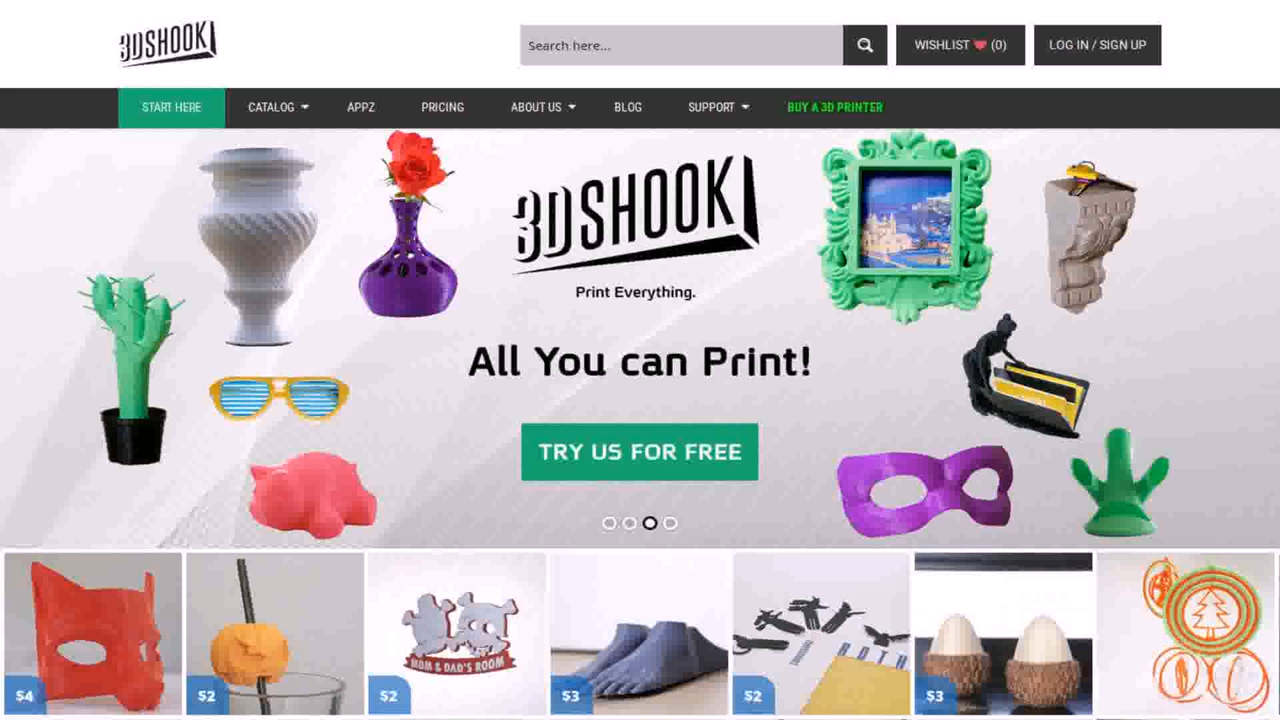 3DSHOOK
Search here...
WISHLIST (0)
LOG IN / SIGN UP
START HERE
CATALOG
APPZ
PRICING
ABOUT US
BLOG
SUPPORT
BUY A 3D PRINTER
3DSHOOK
Print Everything.
All You can Print!
TRY US FOR FREE
MOM & DAD'S ROOM
$4
$2
$2
$3
$2
$3